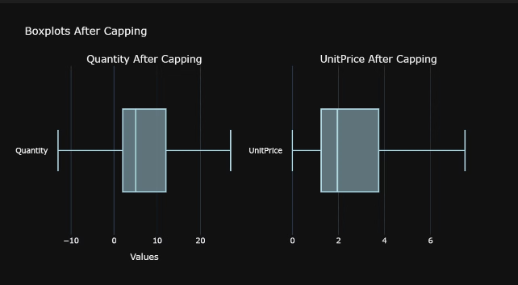 Boxplots After Capping
Quantity After Capping
UnitPrice After Capping
Quantity
UnitPrice
−10 0 10 20
0 2 4 6
Values